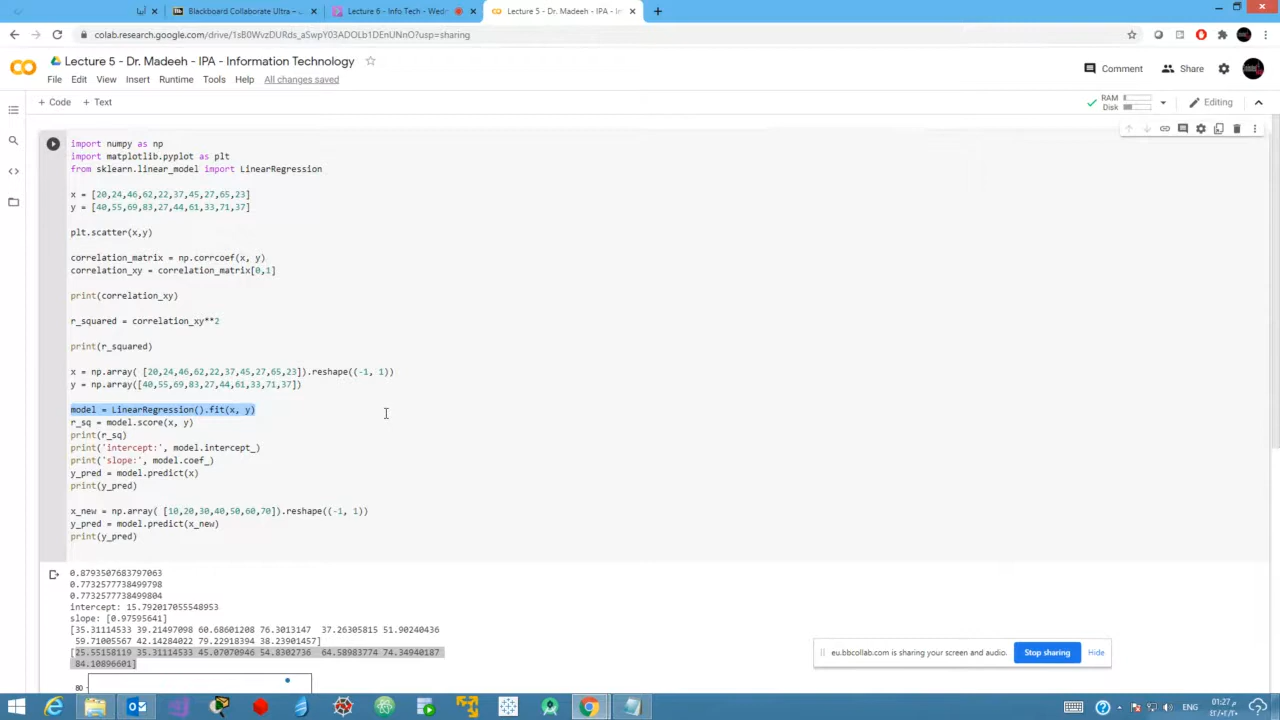 Blackboard Collaborate Ultra –
Lecture 6 - Info Tech - Wedn
Lecture 5 - Dr. Madeeh - IPA - In
colab.research.google.com/drive/1sB0WvzDURds_aSwpY03ADOLb1DEnUNnO?usp=sharing
Lecture 5 - Dr. Madeeh - IPA - Information Technology
File Edit View Insert Runtime Tools Help All changes saved
Comment Share
+ Code + Text
RAM
Disk
Editing
import numpy as np
import matplotlib.pyplot as plt
from sklearn.linear_model import LinearRegression
x = [20,24,46,62,22,37,45,27,65,23]
y = [40,55,69,83,27,44,61,33,71,37]
plt.scatter(x,y)
correlation_matrix = np.corrcoef(x, y)
correlation_xy = correlation_matrix[0,1]
print(correlation_xy)
r_squared = correlation_xy**2
print(r_squared)
x = np.array( [20,24,46,62,22,37,45,27,65,23]).reshape((-1, 1))
y = np.array([40,55,69,83,27,44,61,33,71,37])
model = LinearRegression().fit(x, y)
r_sq = model.score(x, y)
print(r_sq)
print('intercept:', model.intercept_)
print('slope:', model.coef_)
y_pred = model.predict(x)
print(y_pred)
x_new = np.array( [10,20,30,40,50,60,70]).reshape((-1, 1))
y_pred = model.predict(x_new)
print(y_pred)
0.8793507683797063
0.7732577738499798
0.7732577738499804
intercept: 15.792017055548953
slope: [0.97595641]
[35.31114533 39.21497098 60.68601208 76.3013147 37.26305815 51.90240436
59.71005567 42.14284022 79.22918394 38.23901457]
[25.55158119 35.31114533 45.07070946 54.8302736 64.58983774 74.34940187
84.10896601]
80
eu.bbcollab.com is sharing your screen and audio.
Stop sharing
Hide
ENG
01:27 م